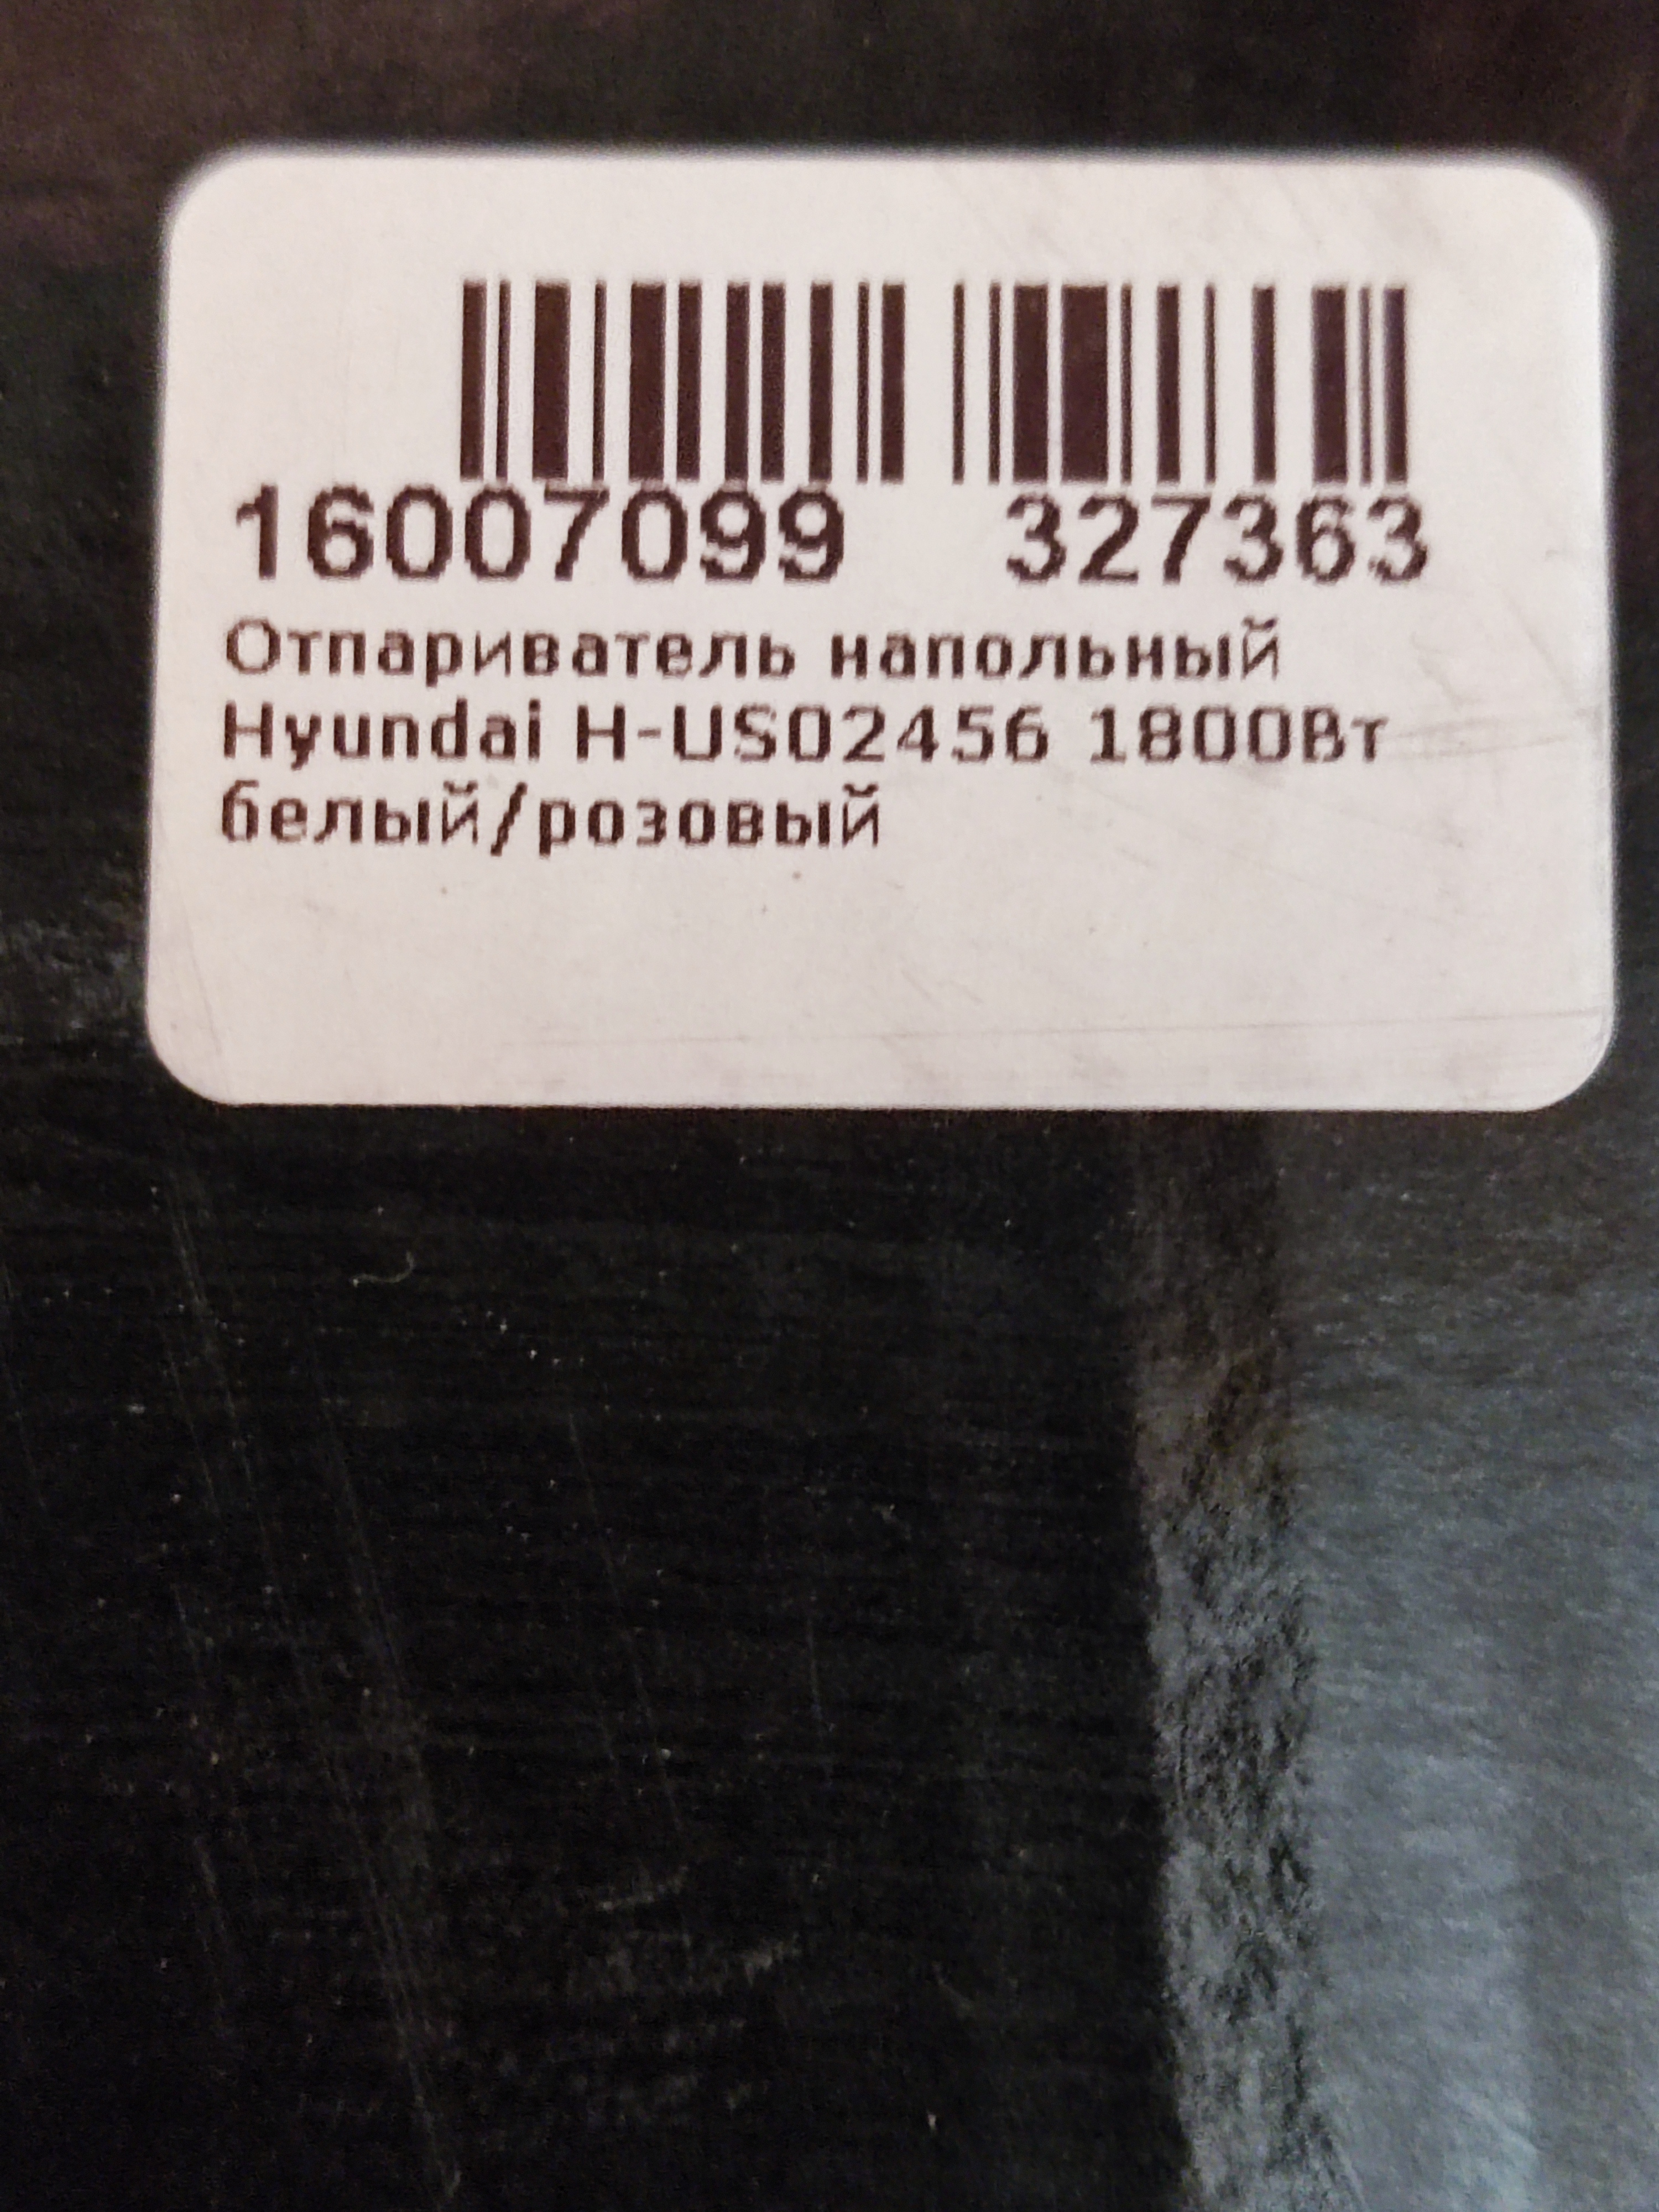 16007099 327363
Отпариватель напольный
Hyundai H-US02456 1800Вт
белый/розовый